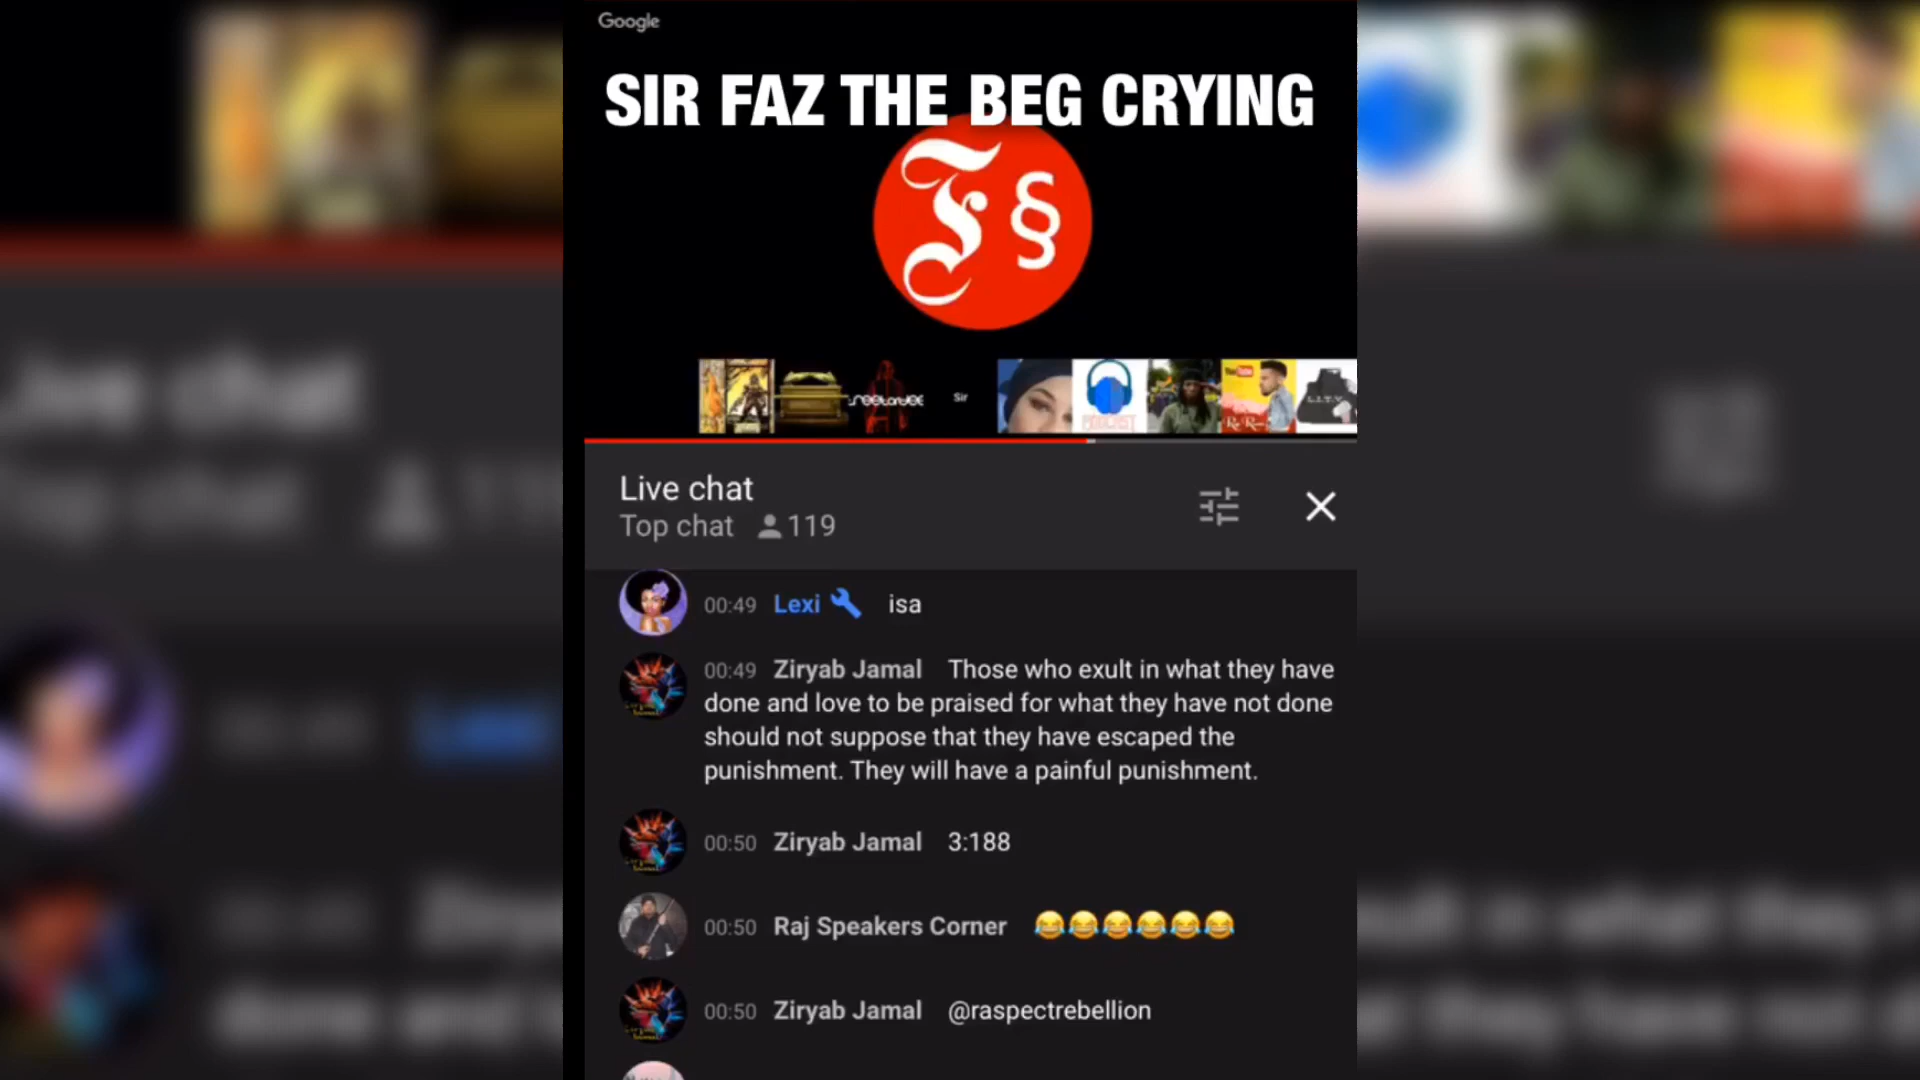 Google
SIR FAZ THE BEG CRYING
F§
Sir
PODCAST
Live chat
Top chat 119
00:49 Lexi isa
00:49 Ziryab Jamal Those who exult in what they have
done and love to be praised for what they have not done
should not suppose that they have escaped the
punishment. They will have a painful punishment.
00:50 Ziryab Jamal 3:188
00:50 Raj Speakers Corner 😂😂😂😂😂😂
00:50 Ziryab Jamal @raspectrebellion